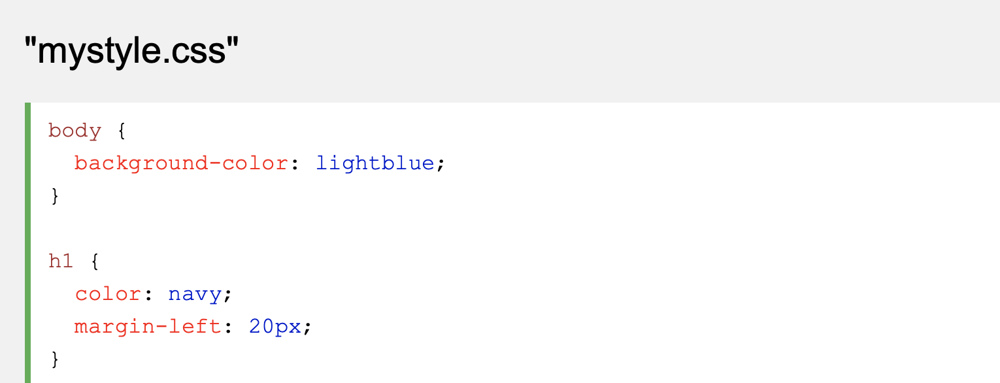 "mystyle.css"
body {
  background-color: lightblue;
}

h1 {
  color: navy;
  margin-left: 20px;
}